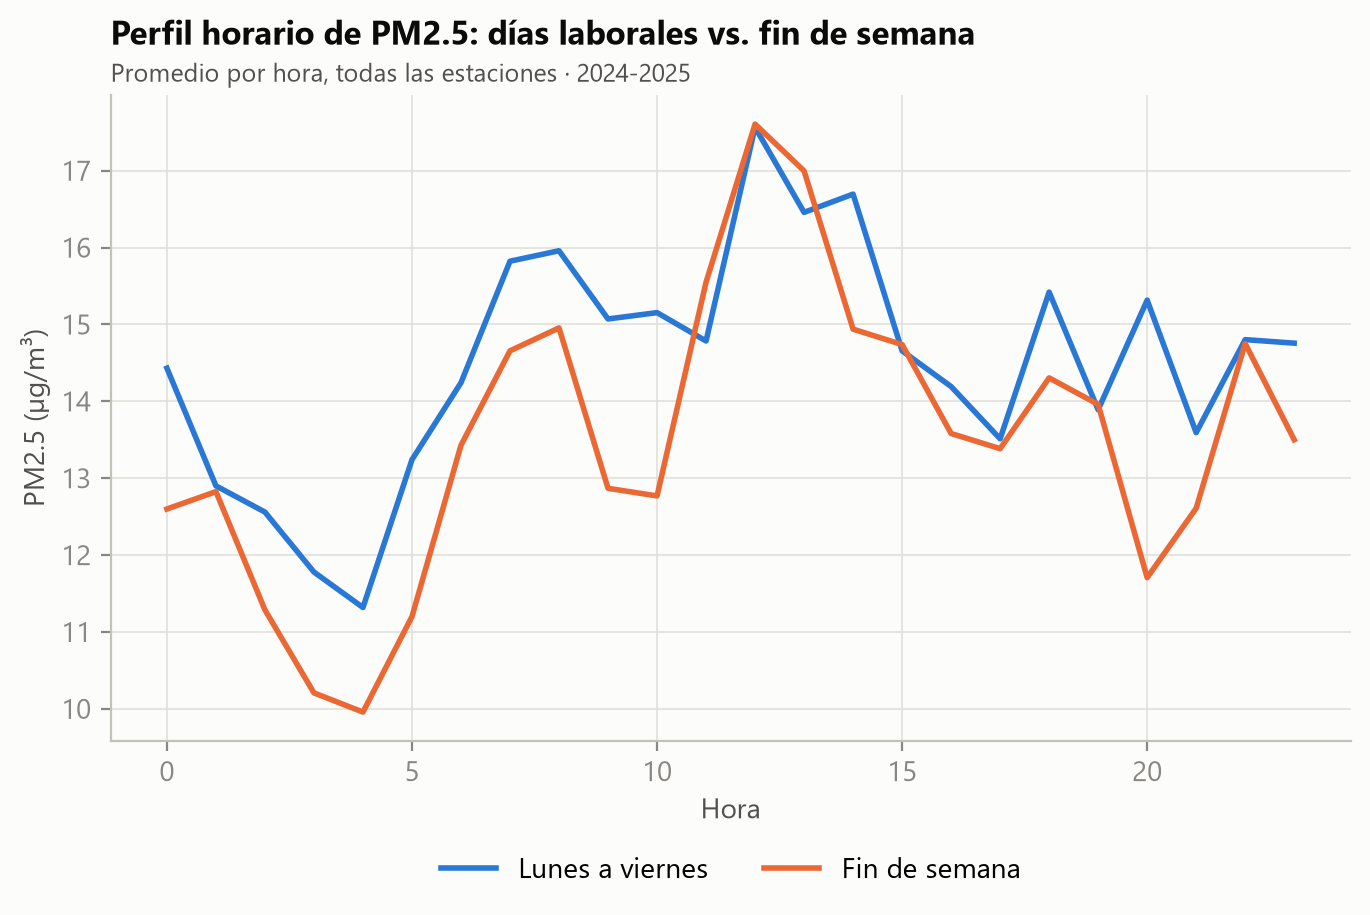 Perfil horario de PM2.5: días laborales vs. fin de semana
Promedio por hora, todas las estaciones · 2024-2025
PM2.5 (µg/m³)
17
16
15
14
13
12
11
10
0 5 10 15 20
Hora
Lunes a viernes Fin de semana